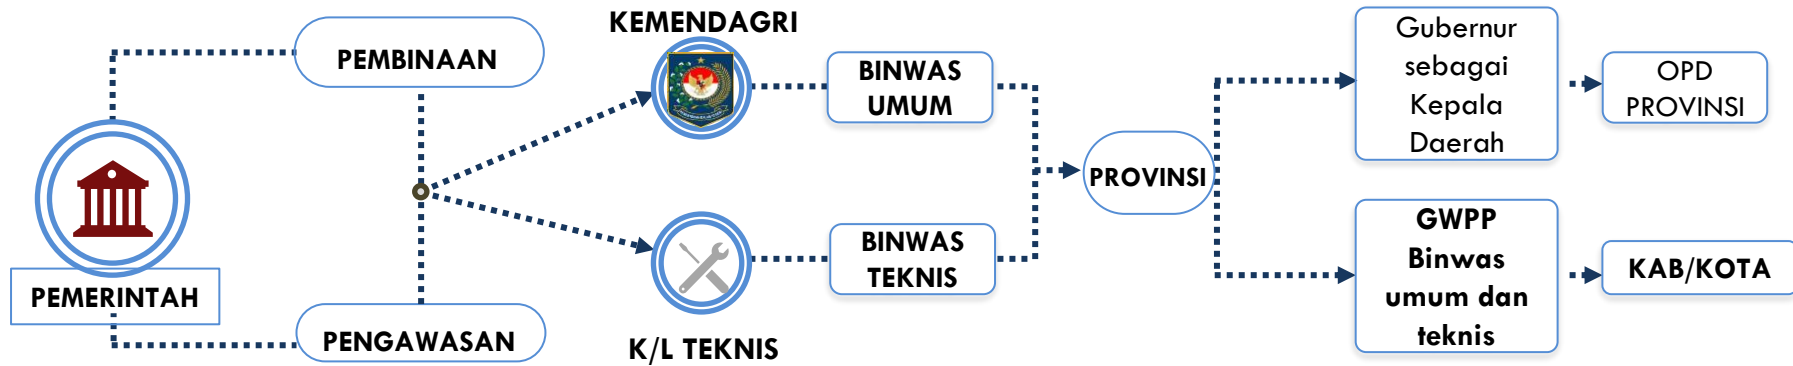 PEMERINTAH
PEMBINAAN
PENGAWASAN
KEMENDAGRI
K/L TEKNIS
BINWAS
UMUM
BINWAS
TEKNIS
PROVINSI
Gubernur
sebagai
Kepala
Daerah
OPD
PROVINSI
GWPP
Binwas
umum dan
teknis
KAB/KOTA